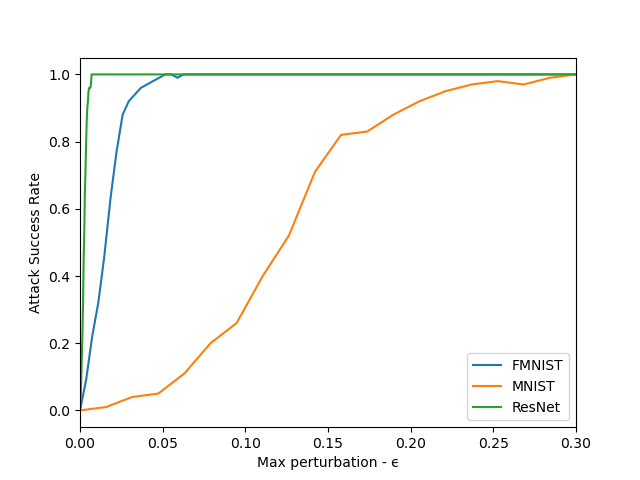 1.0
0.8
0.6
0.4
0.2
0.0
Attack Success Rate
FMNIST
MNIST
ResNet
0.00 0.05 0.10 0.15 0.20 0.25 0.30
Max perturbation - ϵ